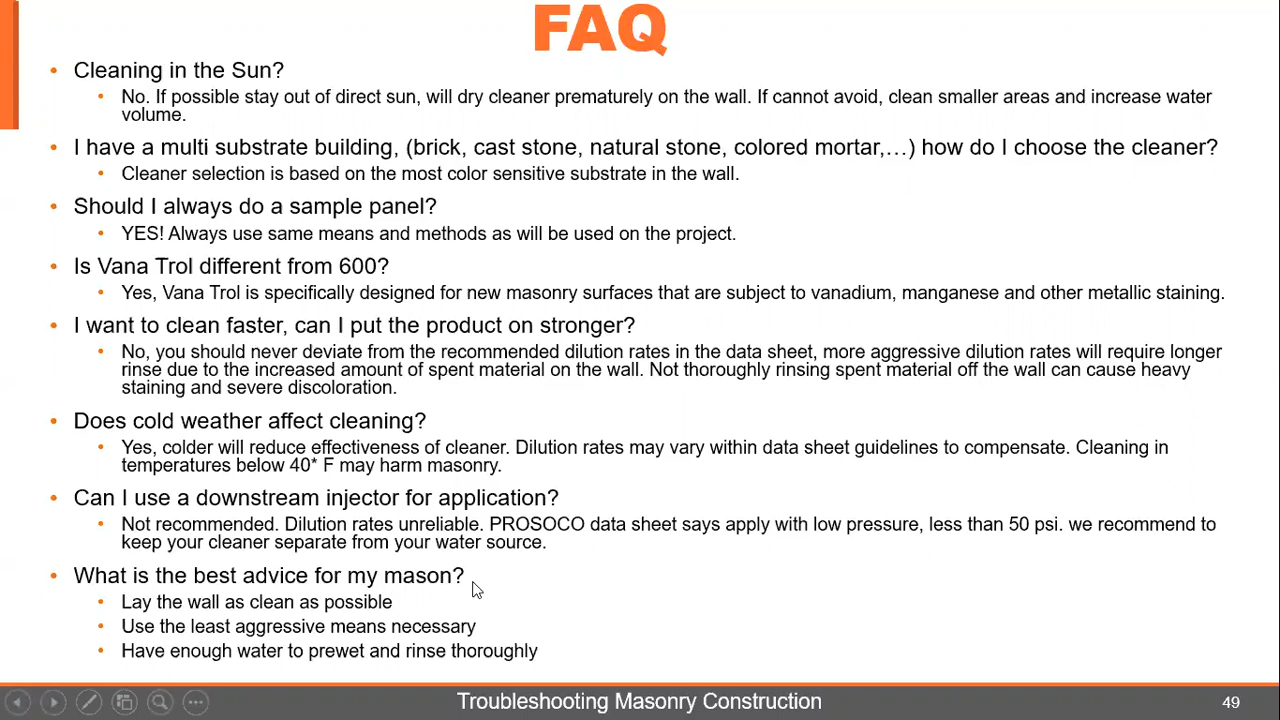 FAQ
• Cleaning in the Sun?
• No. If possible stay out of direct sun, will dry cleaner prematurely on the wall. If cannot avoid, clean smaller areas and increase water
volume.
• I have a multi substrate building, (brick, cast stone, natural stone, colored mortar,…) how do I choose the cleaner?
• Cleaner selection is based on the most color sensitive substrate in the wall.
• Should I always do a sample panel?
• YES! Always use same means and methods as will be used on the project.
• Is Vana Trol different from 600?
• Yes, Vana Trol is specifically designed for new masonry surfaces that are subject to vanadium, manganese and other metallic staining.
• I want to clean faster, can I put the product on stronger?
• No, you should never deviate from the recommended dilution rates in the data sheet, more aggressive dilution rates will require longer
rinse due to the increased amount of spent material on the wall. Not thoroughly rinsing spent material off the wall can cause heavy
staining and severe discoloration.
• Does cold weather affect cleaning?
• Yes, colder will reduce effectiveness of cleaner. Dilution rates may vary within data sheet guidelines to compensate. Cleaning in
temperatures below 40* F may harm masonry.
• Can I use a downstream injector for application?
• Not recommended. Dilution rates unreliable. PROSOCO data sheet says apply with low pressure, less than 50 psi. we recommend to
keep your cleaner separate from your water source.
• What is the best advice for my mason?
• Lay the wall as clean as possible
• Use the least aggressive means necessary
• Have enough water to prewet and rinse thoroughly
Troubleshooting Masonry Construction
49